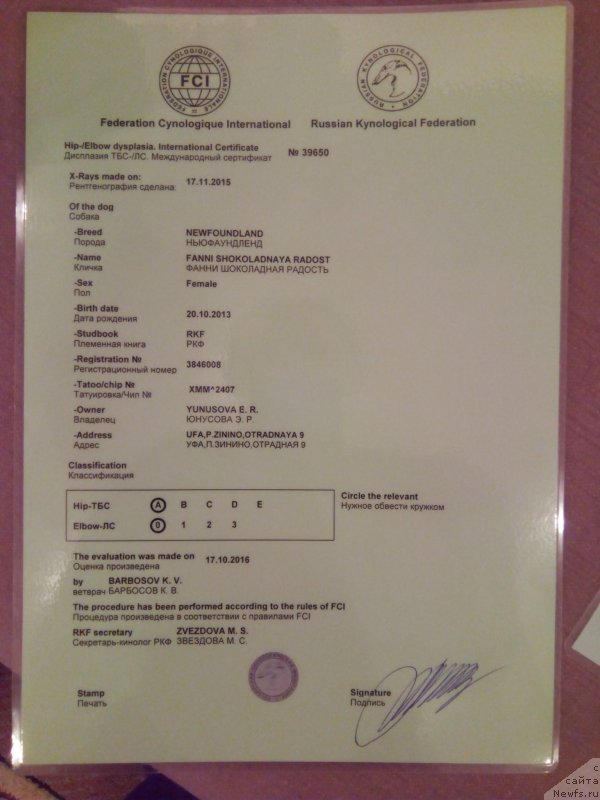 FEDERATION CYNOLOGIQUE INTERNATIONALE
FCI
RUSSIAN KYNOLOGICAL FEDERATION
Federation Cynologique International Russian Kynological Federation
Hip-/Elbow dysplasia. International Certificate
Дисплазия ТБС-/ЛС. Международный сертификат
№ 39650
X-Rays made on:
Рентгенография сделана:
17.11.2015
Of the dog
Собака
-Breed NEWFOUNDLAND
Порода НЬЮФАУНДЛЕНД
-Name FANNI SHOKOLADNAYA RADOST
Кличка ФАННИ ШОКОЛАДНАЯ РАДОСТЬ
-Sex Female
Пол
-Birth date
Дата рождения
20.10.2013
-Studbook RKF
Племенная книга РКФ
-Registration №
Регистрационный номер
3846008
-Tatoo/chip №
Татуировка/Чип №
XMM^2407
-Owner YUNUSOVA E. R.
Владелец ЮНУСОВА Э. Р.
-Address UFA,P.ZININO,OTRADNAYA 9
Адрес УФА,П.ЗИНИНО,ОТРАДНАЯ 9
Classification
Классификация
Hip-ТБС A B C D E
Elbow-ЛС 0 1 2 3
Circle the relevant
Нужное обвести кружком
The evaluation was made on
Оценка произведена
17.10.2016
by BARBOSOV K. V.
ветврач БАРБОСОВ К. В.
The procedure has been performed according to the rules of FCI
Процедура произведена в соответствии с правилами FCI
RKF secretary ZVEZDOVA M. S.
Секретарь-кинолог РКФ ЗВЕЗДОВА М. С.
Stamp
Печать
Signature
Подпись
с
сайта
Newfs.ru